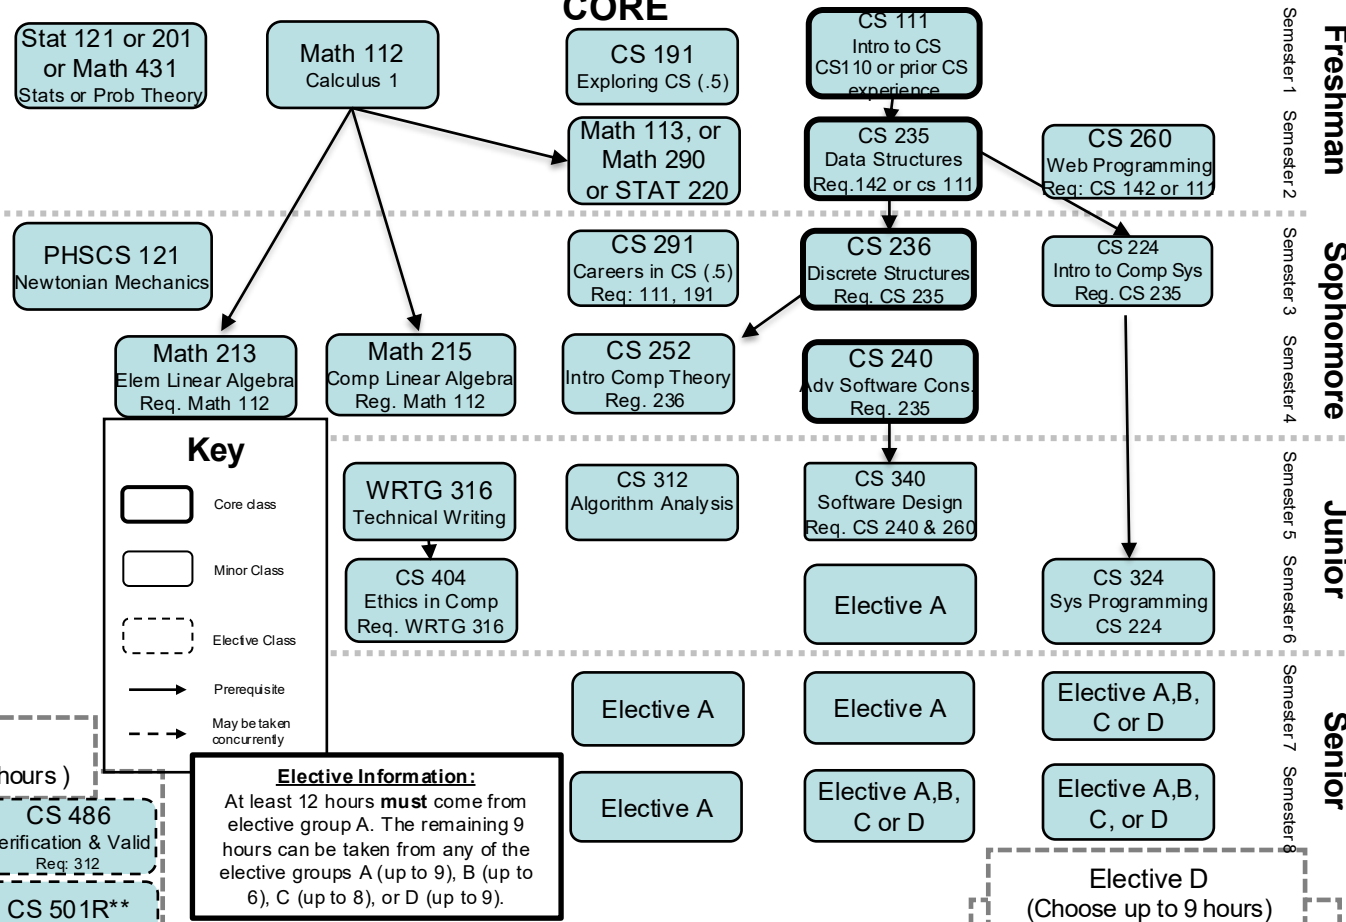 CORE
Stat 121 or 201
or Math 431
Stats or Prob Theory
Math 112
Calculus 1
CS 191
Exploring CS (.5)
CS 111
Intro to CS
CS110 or prior CS
experience
Semester 1
Freshman
Math 113, or
Math 290
or STAT 220
CS 235
Data Structures
Req.142 or cs 111
CS 260
Web Programming
Req: CS 142 or 111
Semester 2
PHSCS 121
Newtonian Mechanics
CS 291
Careers in CS (.5)
Req: 111, 191
CS 236
Discrete Structures
Req. CS 235
CS 224
Intro to Comp Sys
Reg. CS 235
Semester 3
Sophomore
Math 213
Elem Linear Algebra
Req. Math 112
Math 215
Comp Linear Algebra
Reg. Math 112
CS 252
Intro Comp Theory
Reg. 236
CS 240
Adv Software Cons.
Req. 235
Semester 4
Key
Core class
Minor Class
Elective Class
Prerequisite
May be taken
concurrently
WRTG 316
Technical Writing
CS 312
Algorithm Analysis
CS 340
Software Design
Req. CS 240 & 260
Semester 5
Junior
CS 404
Ethics in Comp
Req. WRTG 316
Elective A
CS 324
Sys Programming
CS 224
Semester 6
Elective A
Elective A
Elective A,B,
C or D
Semester 7
Senior
Elective A
Elective A,B,
C or D
Elective A,B,
C, or D
Semester 8
hours )
CS 486
erification & Valid
Req: 312
CS 501R**
Elective Information:
At least 12 hours must come from
elective group A. The remaining 9
hours can be taken from any of the
elective groups A (up to 9), B (up to
6), C (up to 8), or D (up to 9).
Elective D
(Choose up to 9 hours)